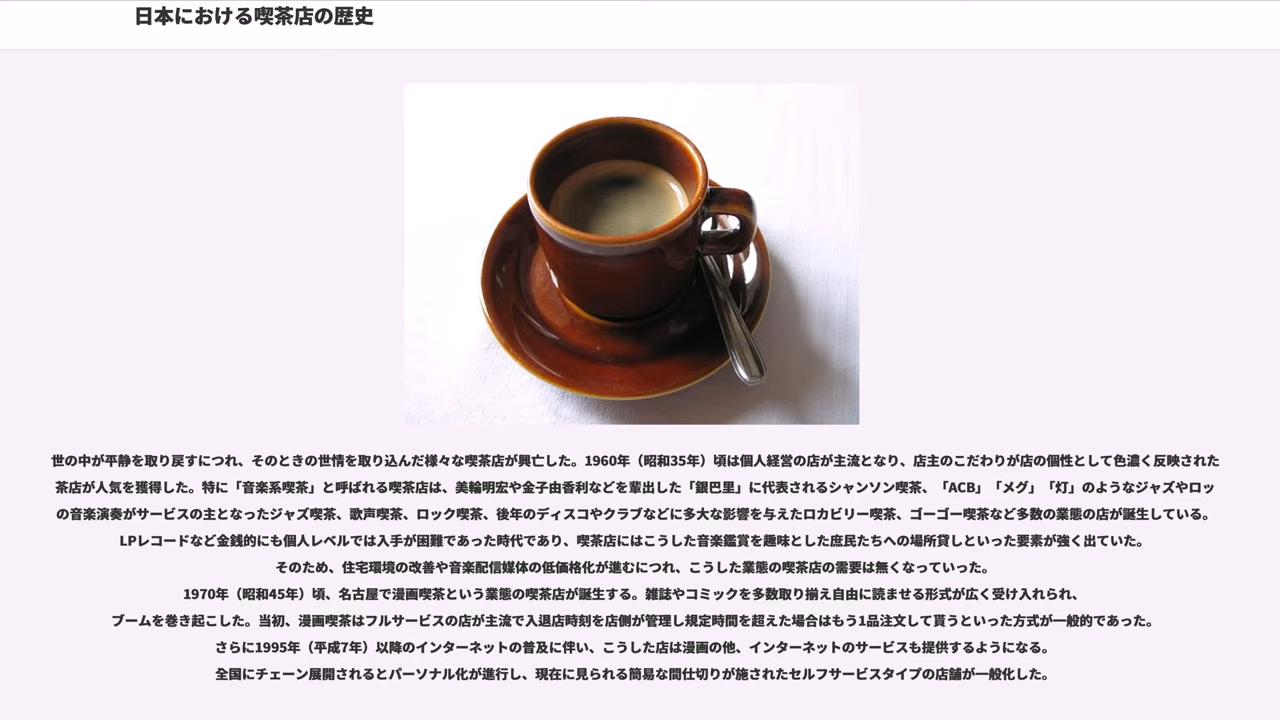 日本における喫茶店の歴史
世の中が平静を取り戻すにつれ、そのときの世情を取り込んだ様々な喫茶店が興亡した。1960年（昭和35年）頃は個人経営の店が主流となり、店主のこだわりが店の個性として色濃く反映された
茶店が人気を獲得した。特に「音楽系喫茶」と呼ばれる喫茶店は、美輪明宏や金子由香利などを輩出した「銀巴里」に代表されるシャンソン喫茶、「ACB」「メグ」「灯」のようなジャズやロッ
の音楽演奏がサービスの主となったジャズ喫茶、歌声喫茶、ロック喫茶、後年のディスコやクラブなどに多大な影響を与えたロカビリー喫茶、ゴーゴー喫茶など多数の業態の店が誕生している。
LPレコードなど金銭的にも個人レベルでは入手が困難であった時代であり、喫茶店にはこうした音楽鑑賞を趣味とした庶民たちへの場所貸しといった要素が強く出ていた。
そのため、住宅環境の改善や音楽配信媒体の低価格化が進むにつれ、こうした業態の喫茶店の需要は無くなっていった。
1970年（昭和45年）頃、名古屋で漫画喫茶という業態の喫茶店が誕生する。雑誌やコミックを多数取り揃え自由に読ませる形式が広く受け入れられ、
ブームを巻き起こした。当初、漫画喫茶はフルサービスの店が主流で入退店時刻を店側が管理し規定時間を超えた場合はもう1品注文して貰うといった方式が一般的であった。
さらに1995年（平成7年）以降のインターネットの普及に伴い、こうした店は漫画の他、インターネットのサービスも提供するようになる。
全国にチェーン展開されるとパーソナル化が進行し、現在に見られる簡易な間仕切りが施されたセルフサービスタイプの店舗が一般化した。